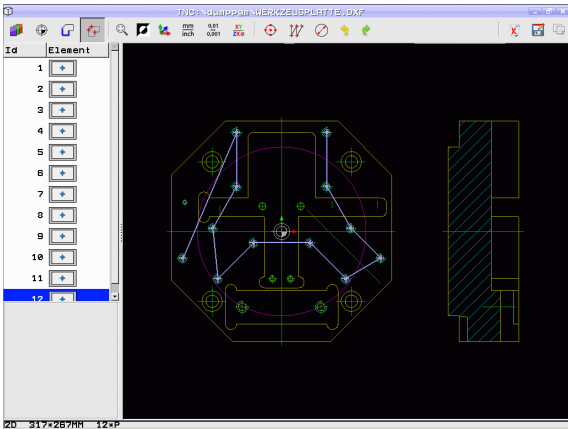 TNC:\dumppgm\WERKZEUGPLATTE.DXF
mm inch
0,01 0,001
XY ZXø
Id Element
1
2
3
4
5
6
7
8
9
10
11
12
2D 317*267MM 12*P